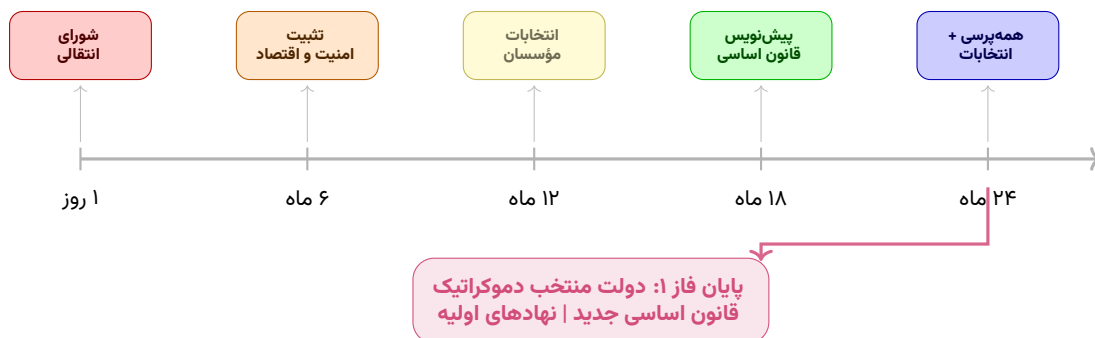 شورای
انتقالی
تثبیت
امنیت و اقتصاد
انتخابات
مؤسسان
پیش‌نویس
قانون اساسی
همه‌پرسی +
انتخابات
۱ روز
۶ ماه
۱۲ ماه
۱۸ ماه
۲۴ ماه
پایان فاز ۱: دولت منتخب دموکراتیک
قانون اساسی جدید | نهادهای اولیه